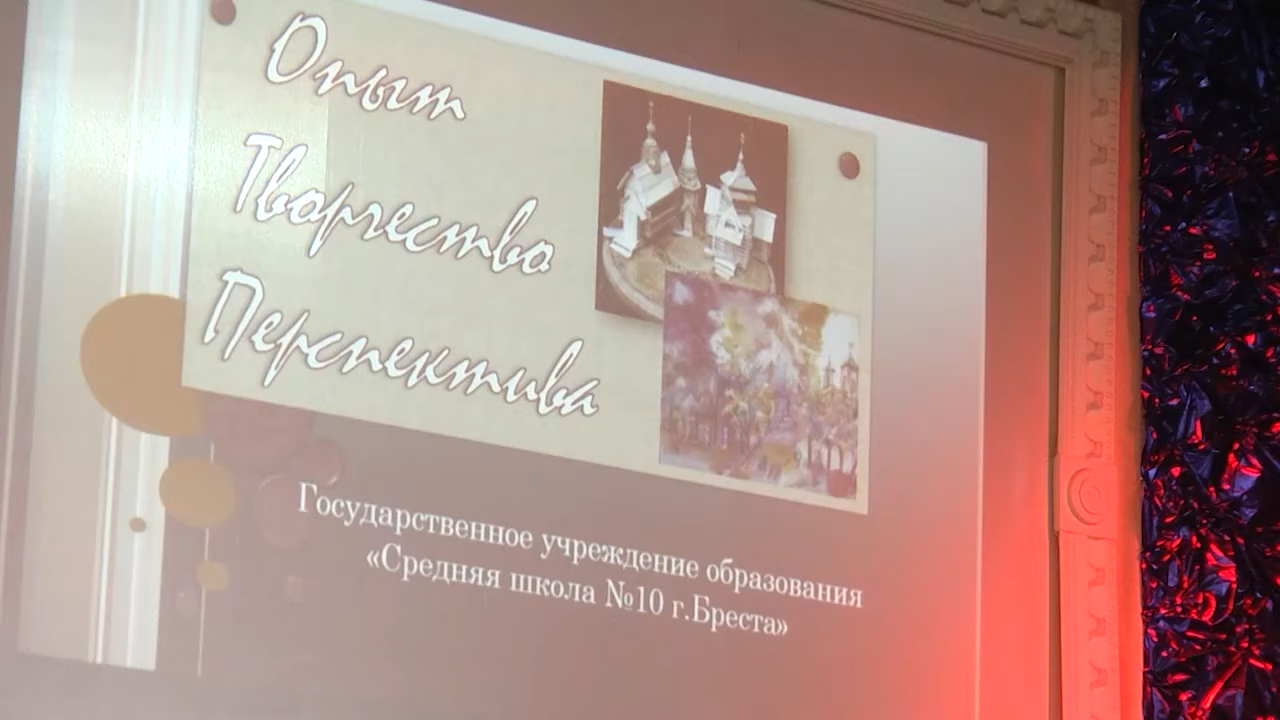 Опыт
Творчество
Перспектива
Государственное учреждение образования
«Средняя школа №10 г.Бреста»